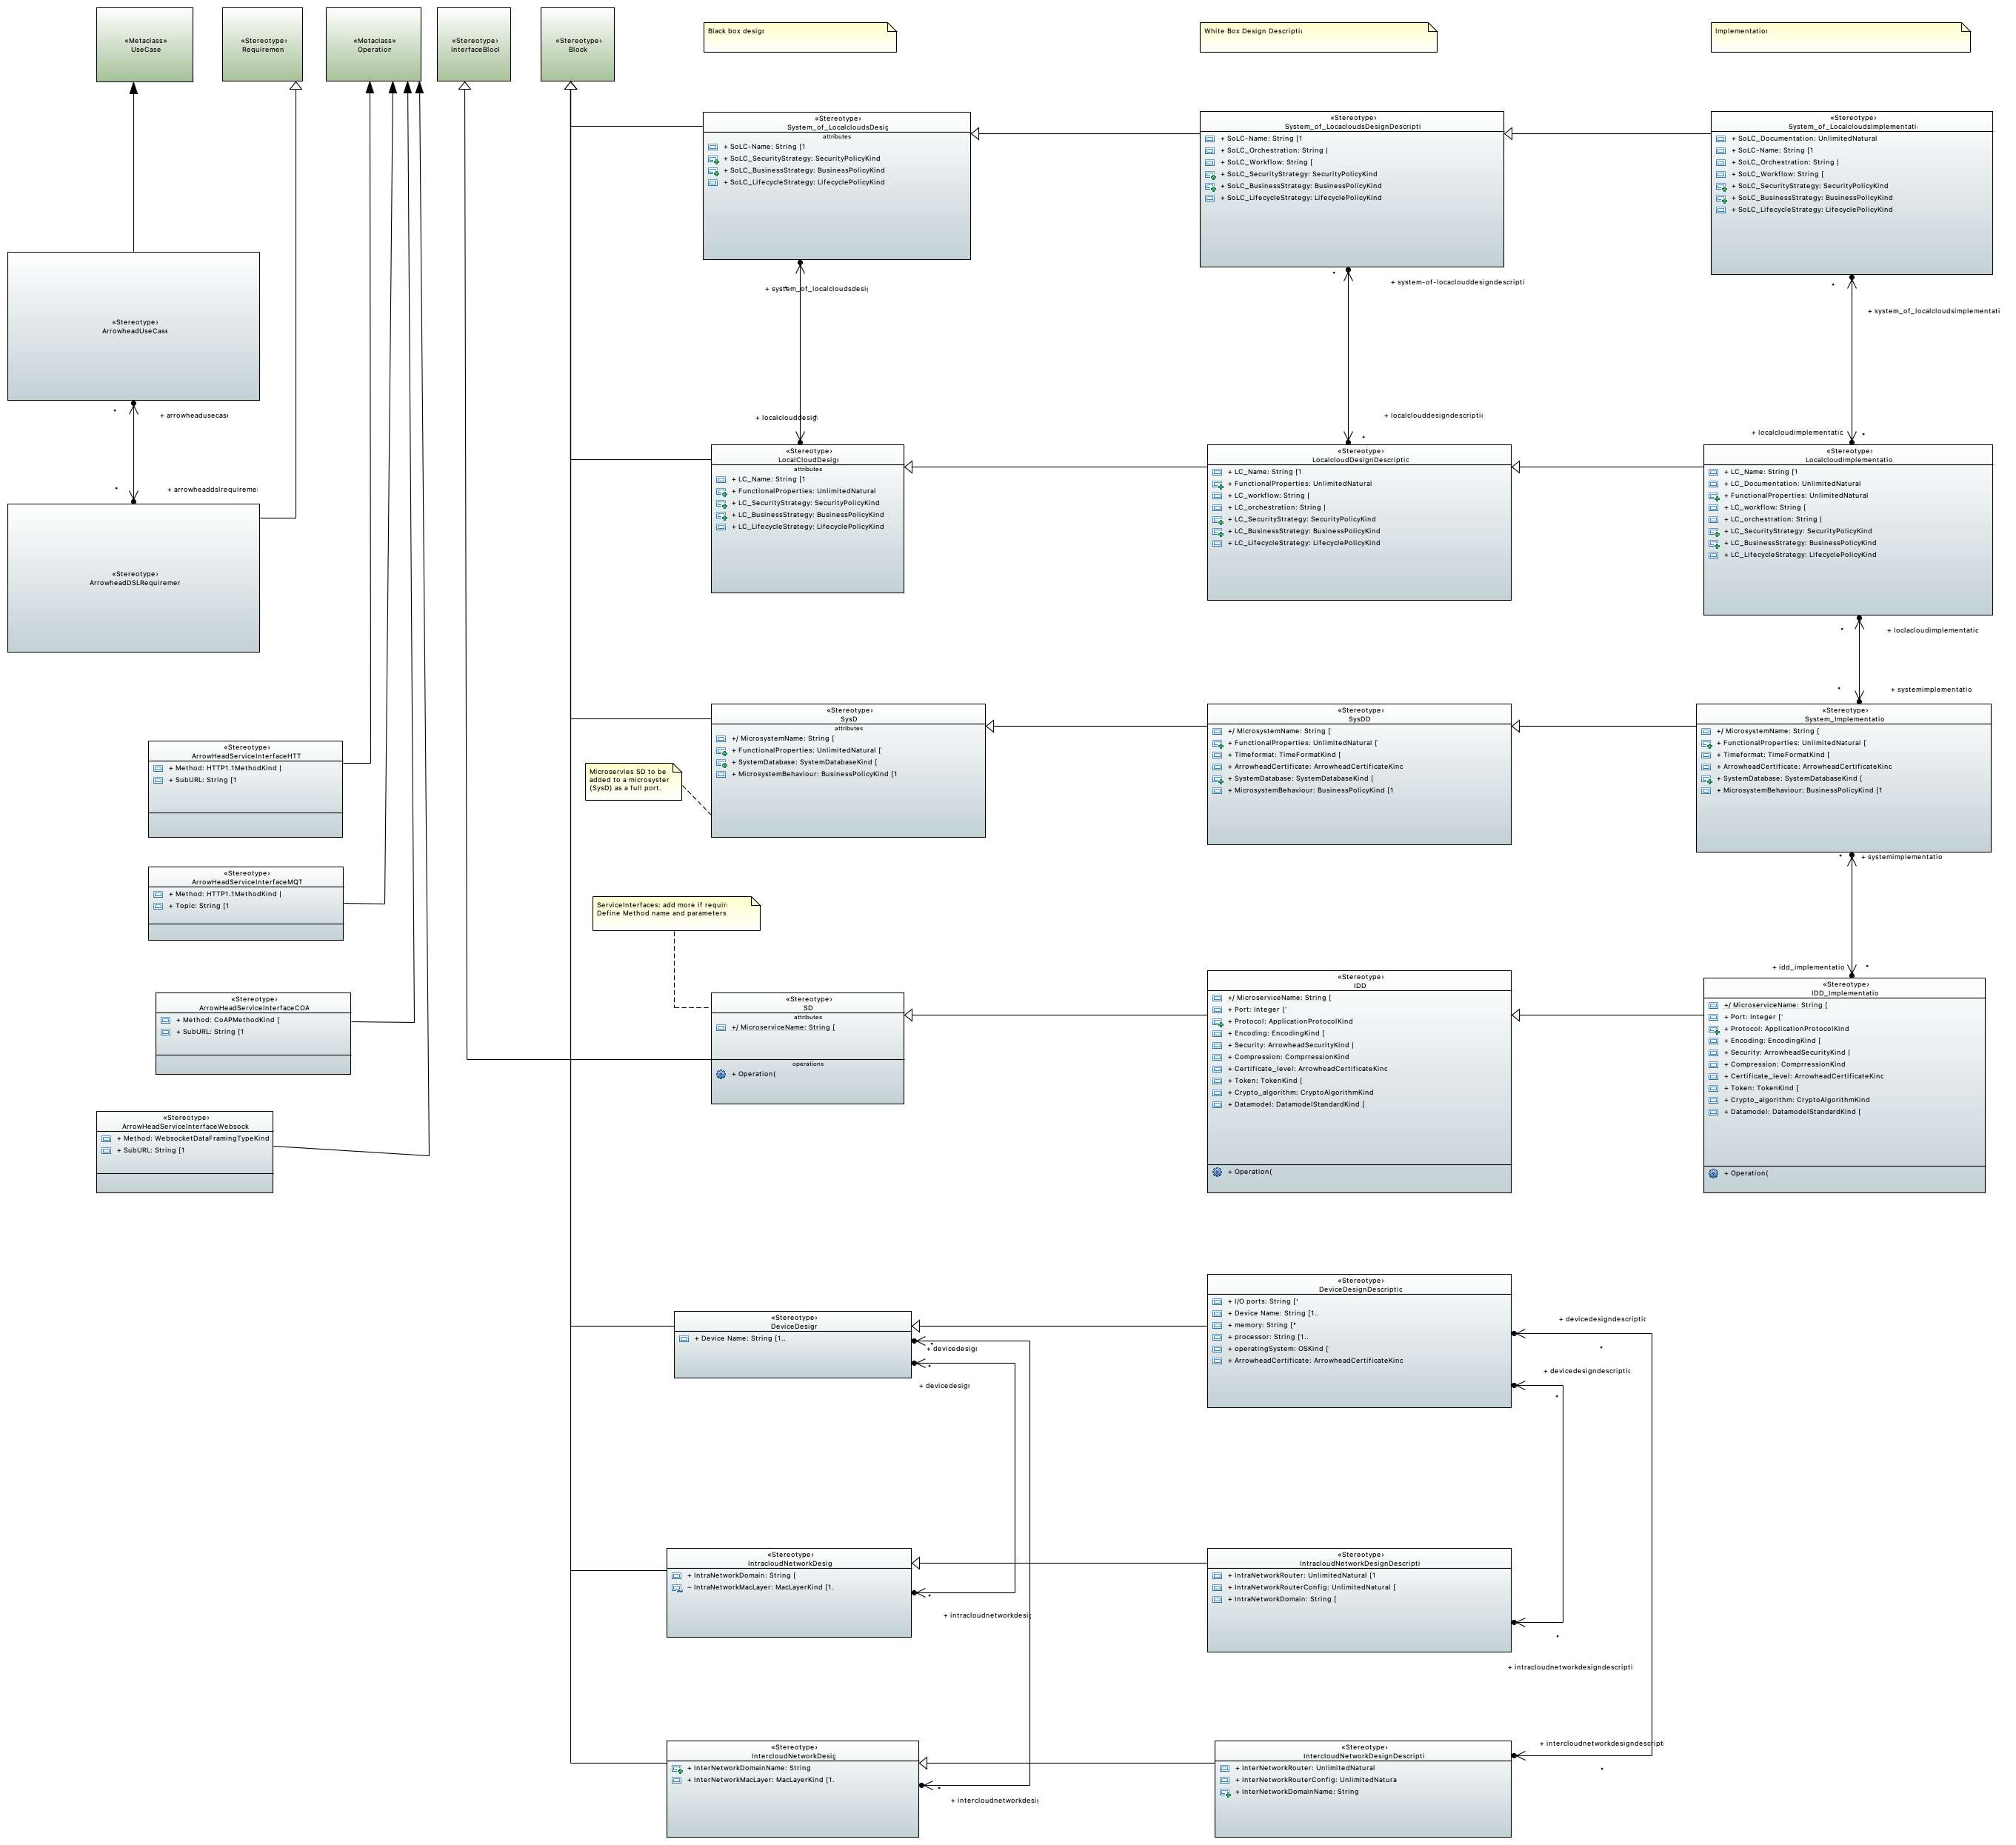 «Metaclass»
UseCase
«Stereotype›
Requiremen
«Metaclass»
Operation
«Stereotype›
InterfaceBlocl
«Stereotype›
Block
Black box design
White Box Design Descriptic
Implementation
«Stereotype›
System_of_LocalcloudsDesig
attributes
+ SoLC-Name: String [1
+ SoLC_SecurityStrategy: SecurityPolicyKind
+ SoLC_BusinessStrategy: BusinessPolicyKind
+ SoLC_LifecycleStrategy: LifecyclePolicyKind
«Stereotype›
System_of_LocacloudsDesignDescripti
+ SoLC-Name: String [1
+ SoLC_Orchestration: String |
+ SoLC_Workflow: String [
+ SoLC_SecurityStrategy: SecurityPolicyKind
+ SoLC_BusinessStrategy: BusinessPolicyKind
+ SoLC_LifecycleStrategy: LifecyclePolicyKind
«Stereotype›
System_of_Localcloudsimplementati
+ SoLC_Documentation: UnlimitedNatural
+ SoLC-Name: String [1
+ SoLC_Orchestration: String |
+ SoLC_Workflow: String [
+ SoLC_SecurityStrategy: SecurityPolicyKind
+ SoLC_BusinessStrategy: BusinessPolicyKind
+ SoLC_LifecycleStrategy: LifecyclePolicyKind
+ system_of_localcloudsdesig
*
+ system-of-localclouddesigndescripti
*
+ system_of_localcloudsimplementati
*
«Stereotype›
ArrowheadUseCase
*
+ arrowheadusecase
*
+ arrowheaddslrequiremen
«Stereotype›
ArrowheadDSLRequiremen
+ localclouddesign
*
+ localclouddesigndescriptic
*
+ localcloudimplementatic
*
«Stereotype›
LocalCloudDesign
attributes
+ LC_Name: String [1
+ FunctionalProperties: UnlimitedNatural
+ LC_SecurityStrategy: SecurityPolicyKind
+ LC_BusinessStrategy: BusinessPolicyKind
+ LC_LifecycleStrategy: LifecyclePolicyKind
«Stereotype›
LocalcloudDesignDescriptic
+ LC_Name: String [1
+ FunctionalProperties: UnlimitedNatural
+ LC_workflow: String [
+ LC_orchestration: String |
+ LC_SecurityStrategy: SecurityPolicyKind
+ LC_BusinessStrategy: BusinessPolicyKind
+ LC_LifecycleStrategy: LifecyclePolicyKind
«Stereotype›
LocalcloudImplementatio
+ LC_Name: String [1
+ LC_Documentation: UnlimitedNatural
+ FunctionalProperties: UnlimitedNatural
+ LC_workflow: String [
+ LC_orchestration: String |
+ LC_SecurityStrategy: SecurityPolicyKind
+ LC_BusinessStrategy: BusinessPolicyKind
+ LC_LifecycleStrategy: LifecyclePolicyKind
*
+ loclacloudimplementatic
*
+ systemimplementatio
«Stereotype›
SysD
attributes
+/ MicrosystemName: String [
+ FunctionalProperties: UnlimitedNatural [
+ SystemDatabase: SystemDatabaseKind [
+ MicrosystemBehaviour: BusinessPolicyKind [1
«Stereotype›
SysDD
+/ MicrosystemName: String [
+ FunctionalProperties: UnlimitedNatural [
+ Timeformat: TimeFormatKind [
+ ArrowheadCertificate: ArrowheadCertificateKinc
+ SystemDatabase: SystemDatabaseKind [
+ MicrosystemBehaviour: BusinessPolicyKind [1
«Stereotype›
System_Implementatio
+/ MicrosystemName: String [
+ FunctionalProperties: UnlimitedNatural [
+ Timeformat: TimeFormatKind [
+ ArrowheadCertificate: ArrowheadCertificateKinc
+ SystemDatabase: SystemDatabaseKind [
+ MicrosystemBehaviour: BusinessPolicyKind [1
Microservies SD to be
added to a microsyster
(SysD) as a full port.
«Stereotype›
ArrowHeadServiceInterfaceHTT
+ Method: HTTP1.1MethodKind |
+ SubURL: String [1
«Stereotype›
ArrowHeadServiceInterfaceMQT
+ Method: HTTP1.1MethodKind |
+ Topic: String [1
«Stereotype›
ArrowHeadServiceInterfaceCOA
+ Method: CoAPMethodKind [
+ SubURL: String [1
«Stereotype›
ArrowHeadServiceInterfaceWebsock
+ Method: WebsocketDataFramingTypeKind
+ SubURL: String [1
*
+ systemimplementatio
+ idd_implementatio
*
ServiceInterfaces: add more if requir
Define Method name and parameters
«Stereotype›
SD
attributes
+/ MicroserviceName: String [
operations
+ Operation(
«Stereotype›
IDD
+/ MicroserviceName: String [
+ Port: Integer [
+ Protocol: ApplicationProtocolKind
+ Encoding: EncodingKind [
+ Security: ArrowheadSecurityKind |
+ Compression: ComprressionKind
+ Certificate_level: ArrowheadCertificateKinc
+ Token: TokenKind [
+ Crypto_algorithm: CryptoAlgorithmKind
+ Datamodel: DatamodelStandardKind [
+ Operation(
«Stereotype›
IDD_Implementatio
+/ MicroserviceName: String [
+ Port: Integer [
+ Protocol: ApplicationProtocolKind
+ Encoding: EncodingKind [
+ Security: ArrowheadSecurityKind |
+ Compression: ComprressionKind
+ Certificate_level: ArrowheadCertificateKinc
+ Token: TokenKind [
+ Crypto_algorithm: CryptoAlgorithmKind
+ Datamodel: DatamodelStandardKind [
+ Operation(
«Stereotype›
DeviceDesign
+ Device Name: String [1..
*
+ devicedesign
*
+ devicedesign
«Stereotype›
DeviceDesignDescriptic
+ I/O ports: String [
+ Device Name: String [1..
+ memory: String [*
+ processor: String [1..
+ operatingSystem: OSKind [
+ ArrowheadCertificate: ArrowheadCertificateKinc
+ devicedesigndescriptic
*
+ devicedesigndescriptic
*
«Stereotype›
IntracloudNetworkDesig
+ IntraNetworkDomain: String [
~ IntraNetworkMacLayer: MacLayerKind [1.
*
+ intracloudnetworkdesig
«Stereotype›
IntracloudNetworkDesignDescripti
+ IntraNetworkRouter: UnlimitedNatural [1
+ IntraNetworkRouterConfig: UnlimitedNatural [
+ IntraNetworkDomain: String [
*
+ intracloudnetworkdesigndescripti
«Stereotype›
IntercloudNetworkDesig
+ InterNetworkDomainName: String
+ InterNetworkMacLayer: MacLayerKind [1.
*
+ intercloudnetworkdesig
«Stereotype›
IntercloudNetworkDesignDescripti
+ InterNetworkRouter: UnlimitedNatural
+ InterNetworkRouterConfig: UnlimitedNatura
+ InterNetworkDomainName: String
+ intercloudnetworkdesigndescripti
*